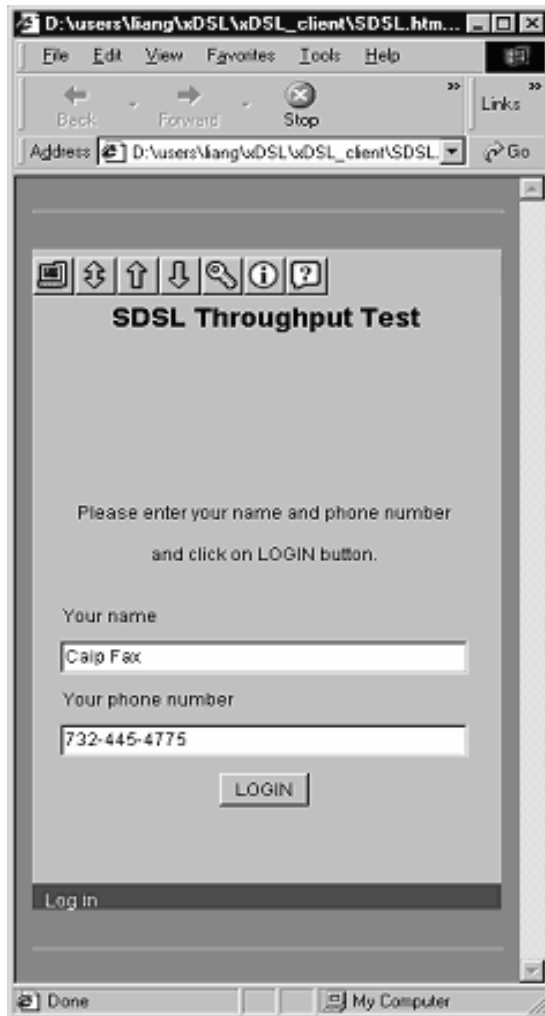 D:\users\liang\xDSL\xDSL_client\SDSL.htm...
File Edit View Favorites Tools Help
Back Forward Stop » Links »
Address D:\users\liang\xDSL\xDSL_client\SDSL. Go
SDSL Throughput Test
Please enter your name and phone number
and click on LOGIN button.
Your name
Caip Fax
Your phone number
732-445-4775
LOGIN
Log in
Done My Computer